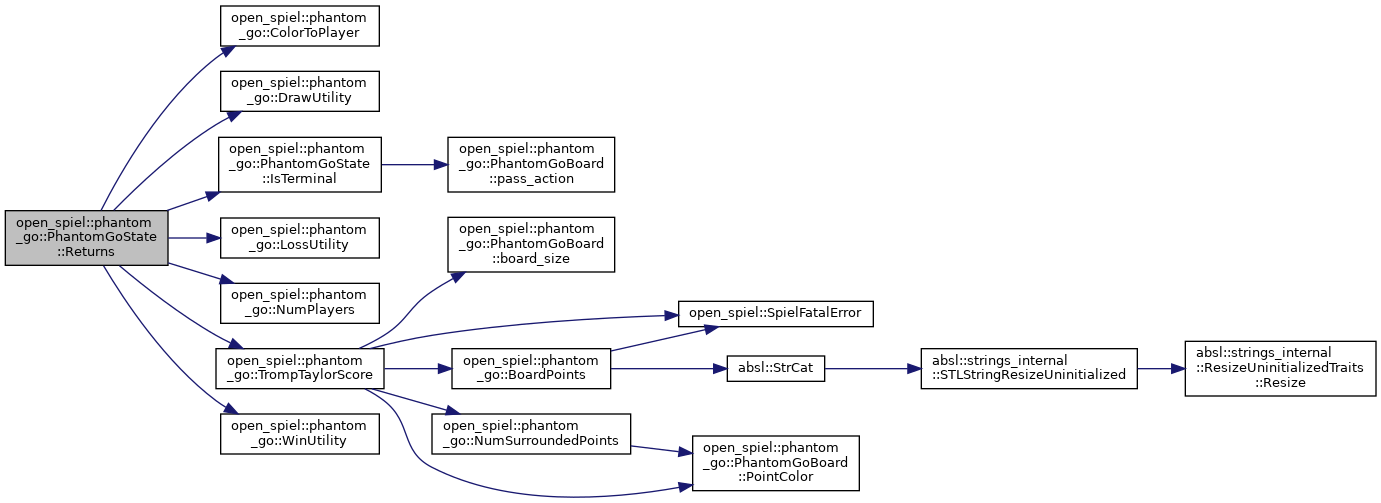 open_spiel::phantom
_go::PhantomGoState
::Returns
open_spiel::phantom
_go::ColorToPlayer
open_spiel::phantom
_go::DrawUtility
open_spiel::phantom
_go::PhantomGoState
::IsTerminal
open_spiel::phantom
_go::LossUtility
open_spiel::phantom
_go::NumPlayers
open_spiel::phantom
_go::TrompTaylorScore
open_spiel::phantom
_go::WinUtility
open_spiel::phantom
_go::PhantomGoBoard
::pass_action
open_spiel::phantom
_go::PhantomGoBoard
::board_size
open_spiel::phantom
_go::BoardPoints
open_spiel::phantom
_go::NumSurroundedPoints
open_spiel::SpielFatalError
absl::StrCat
open_spiel::phantom
_go::PhantomGoBoard
::PointColor
absl::strings_internal
::STLStringResizeUninitialized
absl::strings_internal
::ResizeUninitializedTraits
::Resize